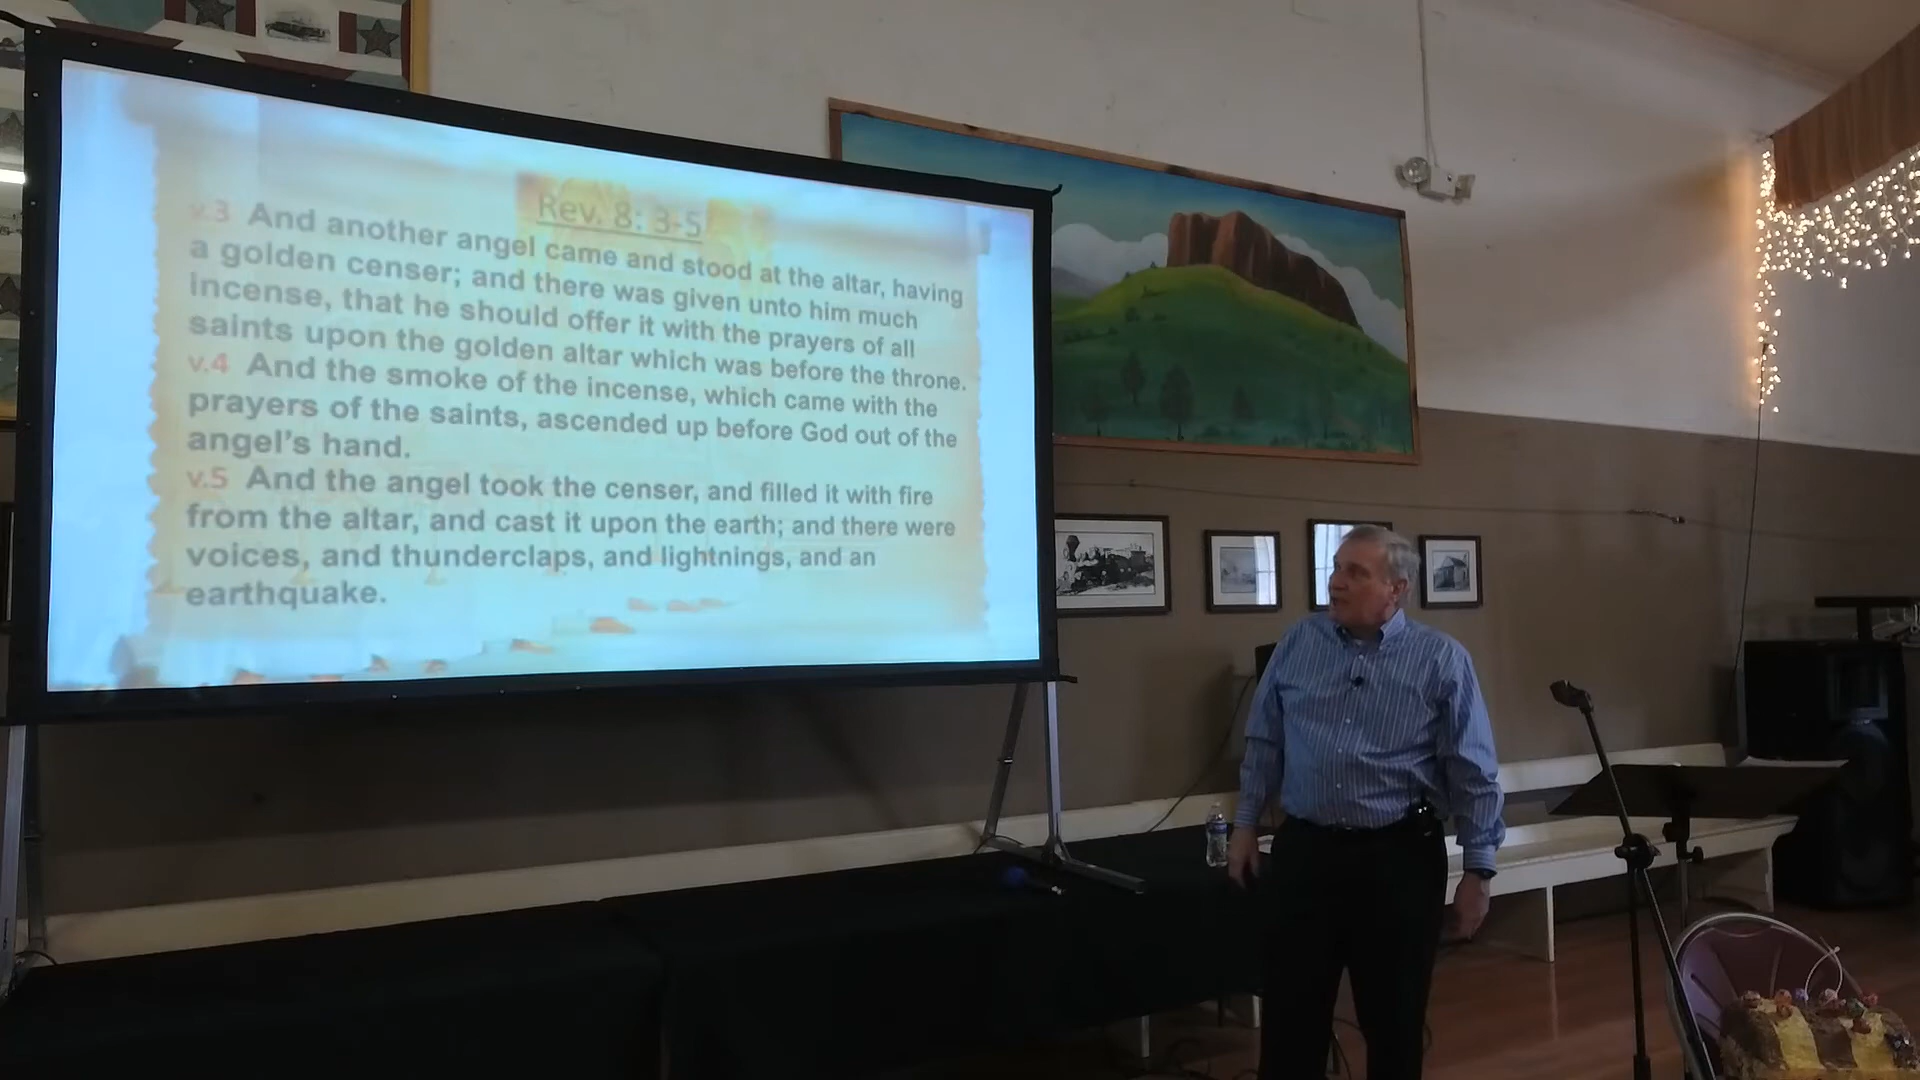 Rev. 8: 3-5
v.3 And another angel came and stood at the altar, having
a golden censer; and there was given unto him much
incense, that he should offer it with the prayers of all
saints upon the golden altar which was before the throne.
v.4 And the smoke of the incense, which came with the
prayers of the saints, ascended up before God out of the
angel’s hand.
v.5 And the angel took the censer, and filled it with fire
from the altar, and cast it upon the earth; and there were
voices, and thunderclaps, and lightnings, and an
earthquake.